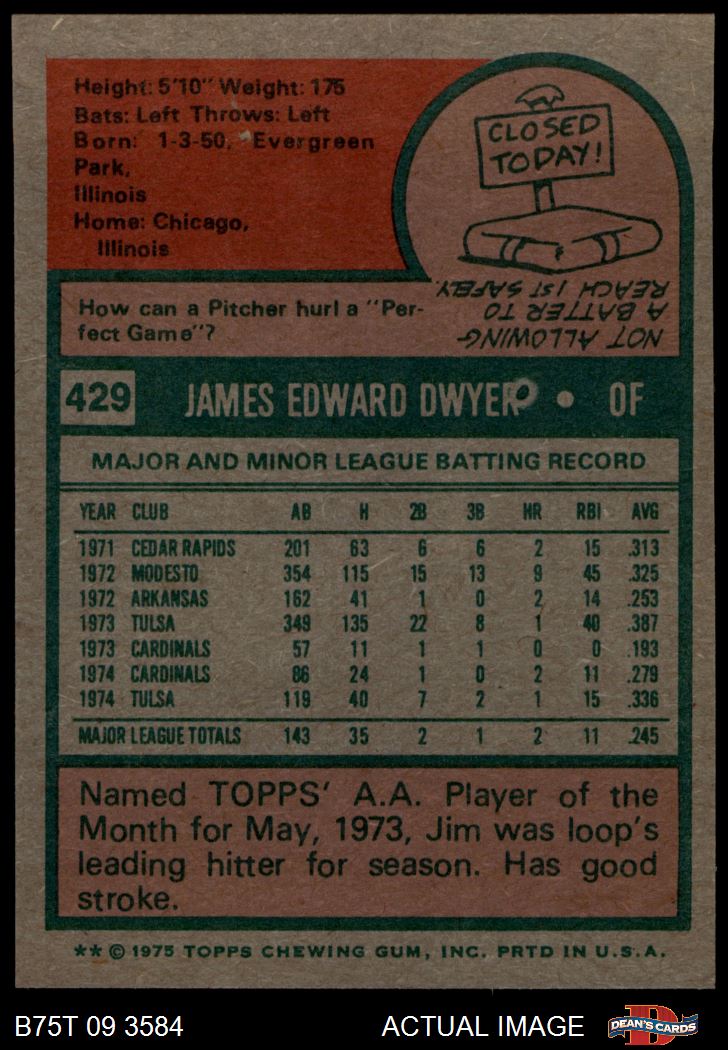 Height: 5'10" Weight: 175
Bats: Left Throws: Left
Born: 1-3-50, Evergreen
Park,
Illinois
Home: Chicago,
Illinois
CLOSED
TODAY!
How can a Pitcher hurl a "Per-
fect Game"?
NOT ALLOWING
A BATTER TO
REACH 1ST SAFELY.
429 JAMES EDWARD DWYER • OF
MAJOR AND MINOR LEAGUE BATTING RECORD
YEAR CLUB AB H 2B 3B HR RBI AVG
1971 CEDAR RAPIDS 201 63 6 6 2 15 .313
1972 MODESTO 354 115 15 13 9 45 .325
1972 ARKANSAS 162 41 1 0 2 14 .253
1973 TULSA 349 135 22 8 1 40 .387
1973 CARDINALS 57 11 1 1 0 0 .193
1974 CARDINALS 86 24 1 0 2 11 .279
1974 TULSA 119 40 7 2 1 15 .336
MAJOR LEAGUE TOTALS 143 35 2 1 2 11 .245
Named TOPPS' A.A. Player of the
Month for May, 1973, Jim was loop's
leading hitter for season. Has good
stroke.
** © 1975 TOPPS CHEWING GUM, INC. PRTD IN U.S.A.
B75T 09 3584 ACTUAL IMAGE DEAN'S CARDS